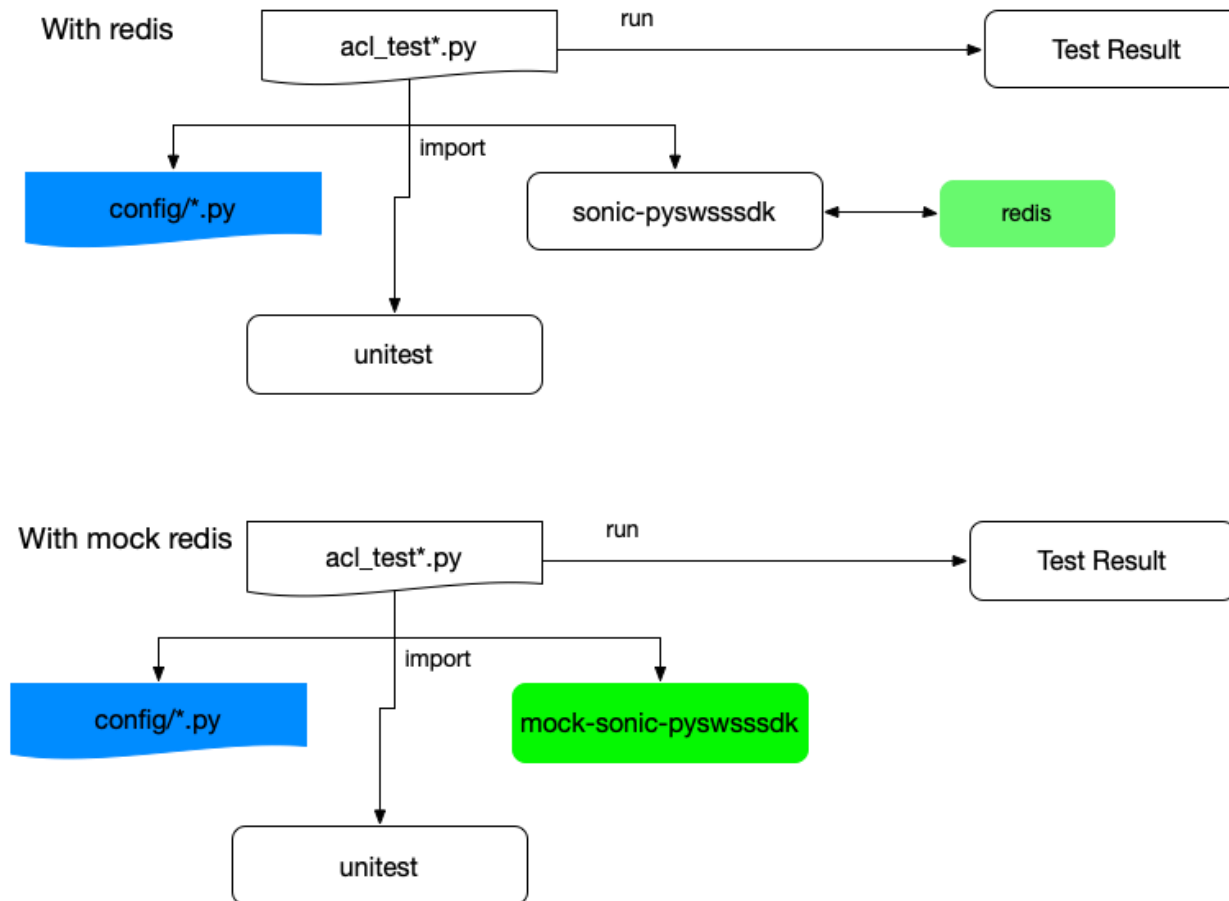 With redis
acl_test*.py
run
Test Result
import
config/*.py
sonic-pyswsssdk
redis
unitest
With mock redis
acl_test*.py
run
Test Result
import
config/*.py
mock-sonic-pyswsssdk
unitest